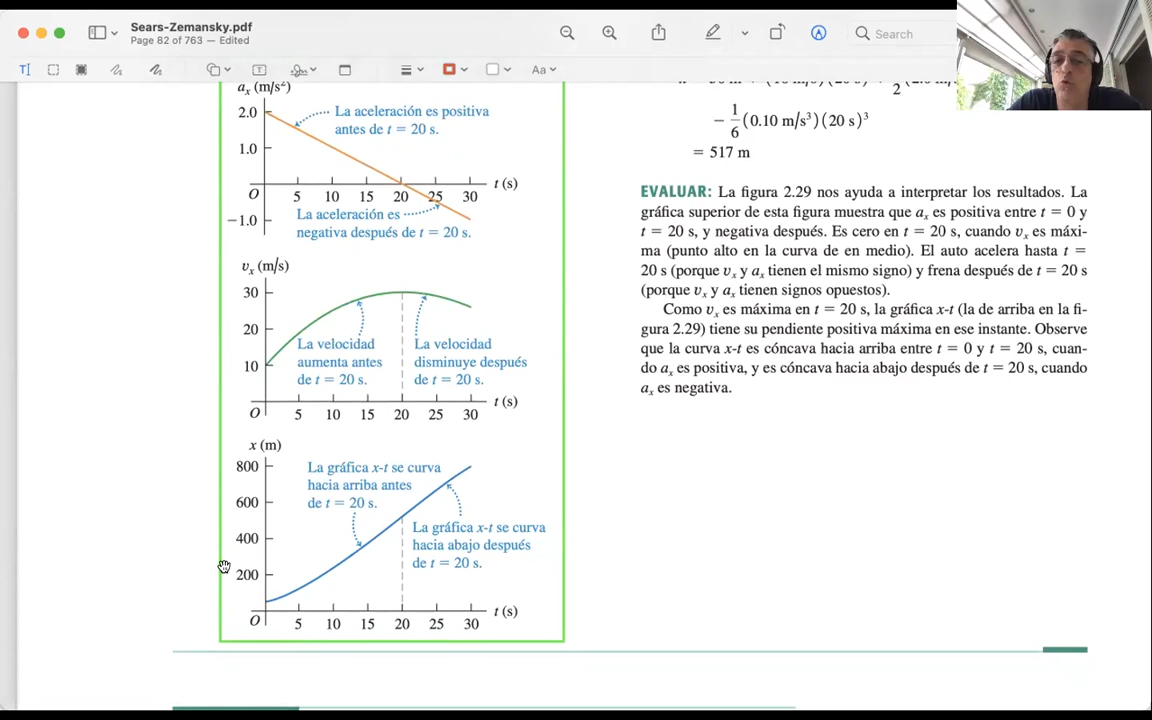 Sears-Zemansky.pdf
Page 82 of 763 — Edited
Search
Aa
aₓ (m/s²)
2.0
La aceleración es positiva
antes de t = 20 s.
1.0
O
5 10 15 20 25 30
t (s)
−1.0
La aceleración es
negativa después de t = 20 s.
vₓ (m/s)
30
20
10
La velocidad
aumenta antes
de t = 20 s.
La velocidad
disminuye después
de t = 20 s.
O
5 10 15 20 25 30
t (s)
x (m)
800
600
400
200
La gráfica x-t se curva
hacia arriba antes
de t = 20 s.
La gráfica x-t se curva
hacia abajo después
de t = 20 s.
O
5 10 15 20 25 30
t (s)
2
− 1/6 (0.10 m/s³)(20 s)³
= 517 m
EVALUAR: La figura 2.29 nos ayuda a interpretar los resultados. La
gráfica superior de esta figura muestra que aₓ es positiva entre t = 0 y
t = 20 s, y negativa después. Es cero en t = 20 s, cuando vₓ es máxi-
ma (punto alto en la curva de en medio). El auto acelera hasta t =
20 s (porque vₓ y aₓ tienen el mismo signo) y frena después de t = 20 s
(porque vₓ y aₓ tienen signos opuestos).
Como vₓ es máxima en t = 20 s, la gráfica x-t (la de arriba en la fi-
gura 2.29) tiene su pendiente positiva máxima en ese instante. Observe
que la curva x-t es cóncava hacia arriba entre t = 0 y t = 20 s, cuan-
do aₓ es positiva, y es cóncava hacia abajo después de t = 20 s, cuando
aₓ es negativa.